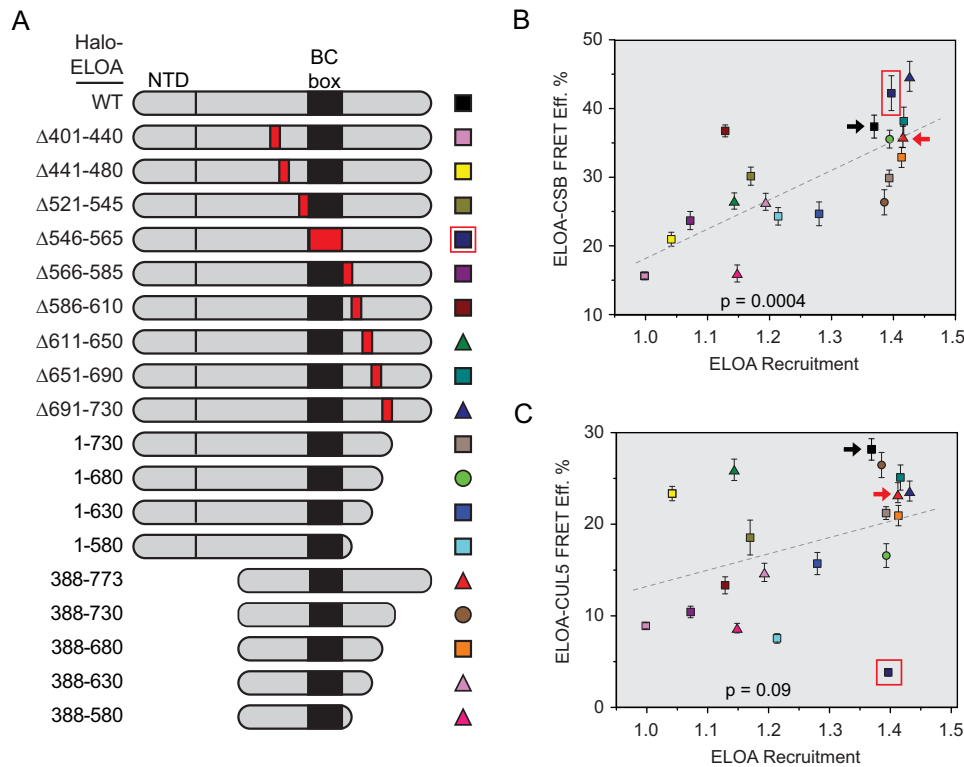 A
Halo-
ELOA
NTD
BC
box
WT
Δ401-440
Δ441-480
Δ521-545
Δ546-565
Δ566-585
Δ586-610
Δ611-650
Δ651-690
Δ691-730
1-730
1-680
1-630
1-580
388-773
388-730
388-680
388-630
388-580
B
ELOA-CSB FRET Eff. %
50
40
30
20
10
p = 0.0004
1.0 1.1 1.2 1.3 1.4 1.5
ELOA Recruitment
C
ELOA-CUL5 FRET Eff. %
30
20
10
0
p = 0.09
1.0 1.1 1.2 1.3 1.4 1.5
ELOA Recruitment